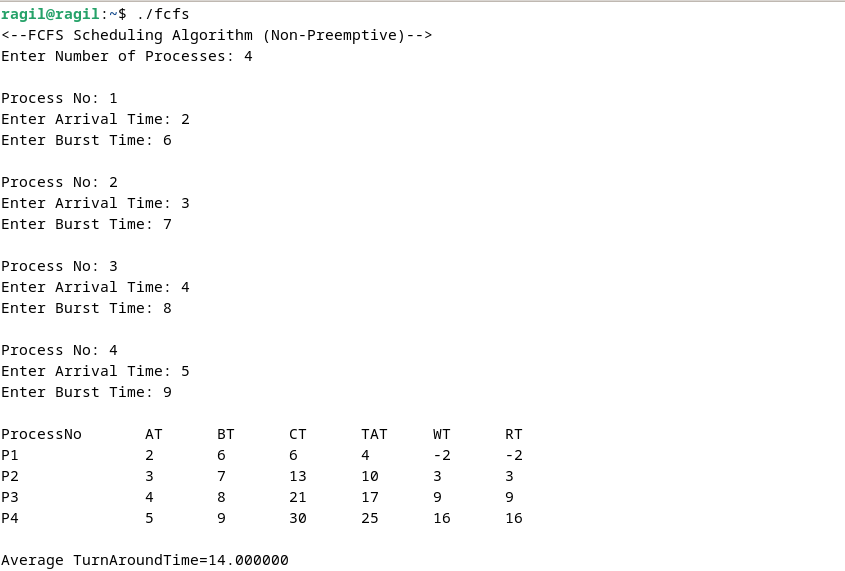 ragil@ragil:~$ ./fcfs
<--FCFS Scheduling Algorithm (Non-Preemptive)-->
Enter Number of Processes: 4

Process No: 1
Enter Arrival Time: 2
Enter Burst Time: 6

Process No: 2
Enter Arrival Time: 3
Enter Burst Time: 7

Process No: 3
Enter Arrival Time: 4
Enter Burst Time: 8

Process No: 4
Enter Arrival Time: 5
Enter Burst Time: 9

ProcessNo       AT      BT      CT      TAT     WT      RT
P1              2       6       6       4       -2      -2
P2              3       7       13      10      3       3
P3              4       8       21      17      9       9
P4              5       9       30      25      16      16

Average TurnAroundTime=14.000000